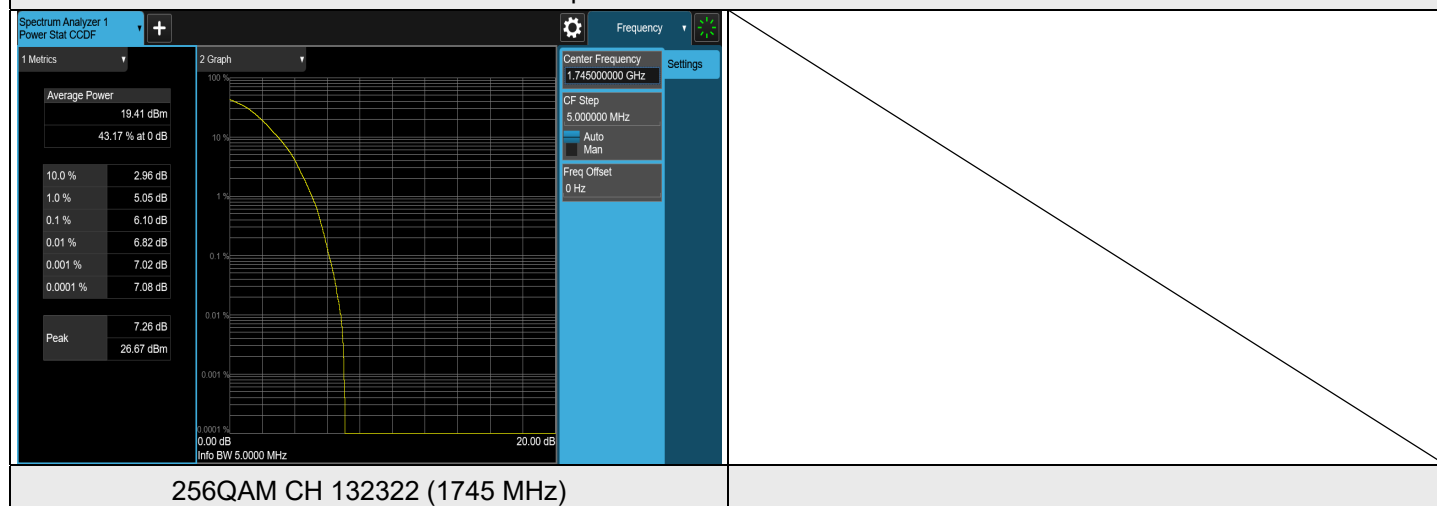 Spectrum Analyzer 1
Power Stat CCDF
Frequency
1 Metrics
2 Graph
Center Frequency
1.745000000 GHz
Settings
CF Step
5.000000 MHz
Auto
Man
Freq Offset
0 Hz
Average Power
19.41 dBm
43.17 % at 0 dB
10.0 % 2.96 dB
1.0 % 5.05 dB
0.1 % 6.10 dB
0.01 % 6.82 dB
0.001 % 7.02 dB
0.0001 % 7.08 dB
Peak 7.26 dB
26.67 dBm
100 %
10 %
1 %
0.1 %
0.01 %
0.001 %
0.0001 %
0.00 dB 20.00 dB
Info BW 5.0000 MHz
256QAM CH 132322 (1745 MHz)